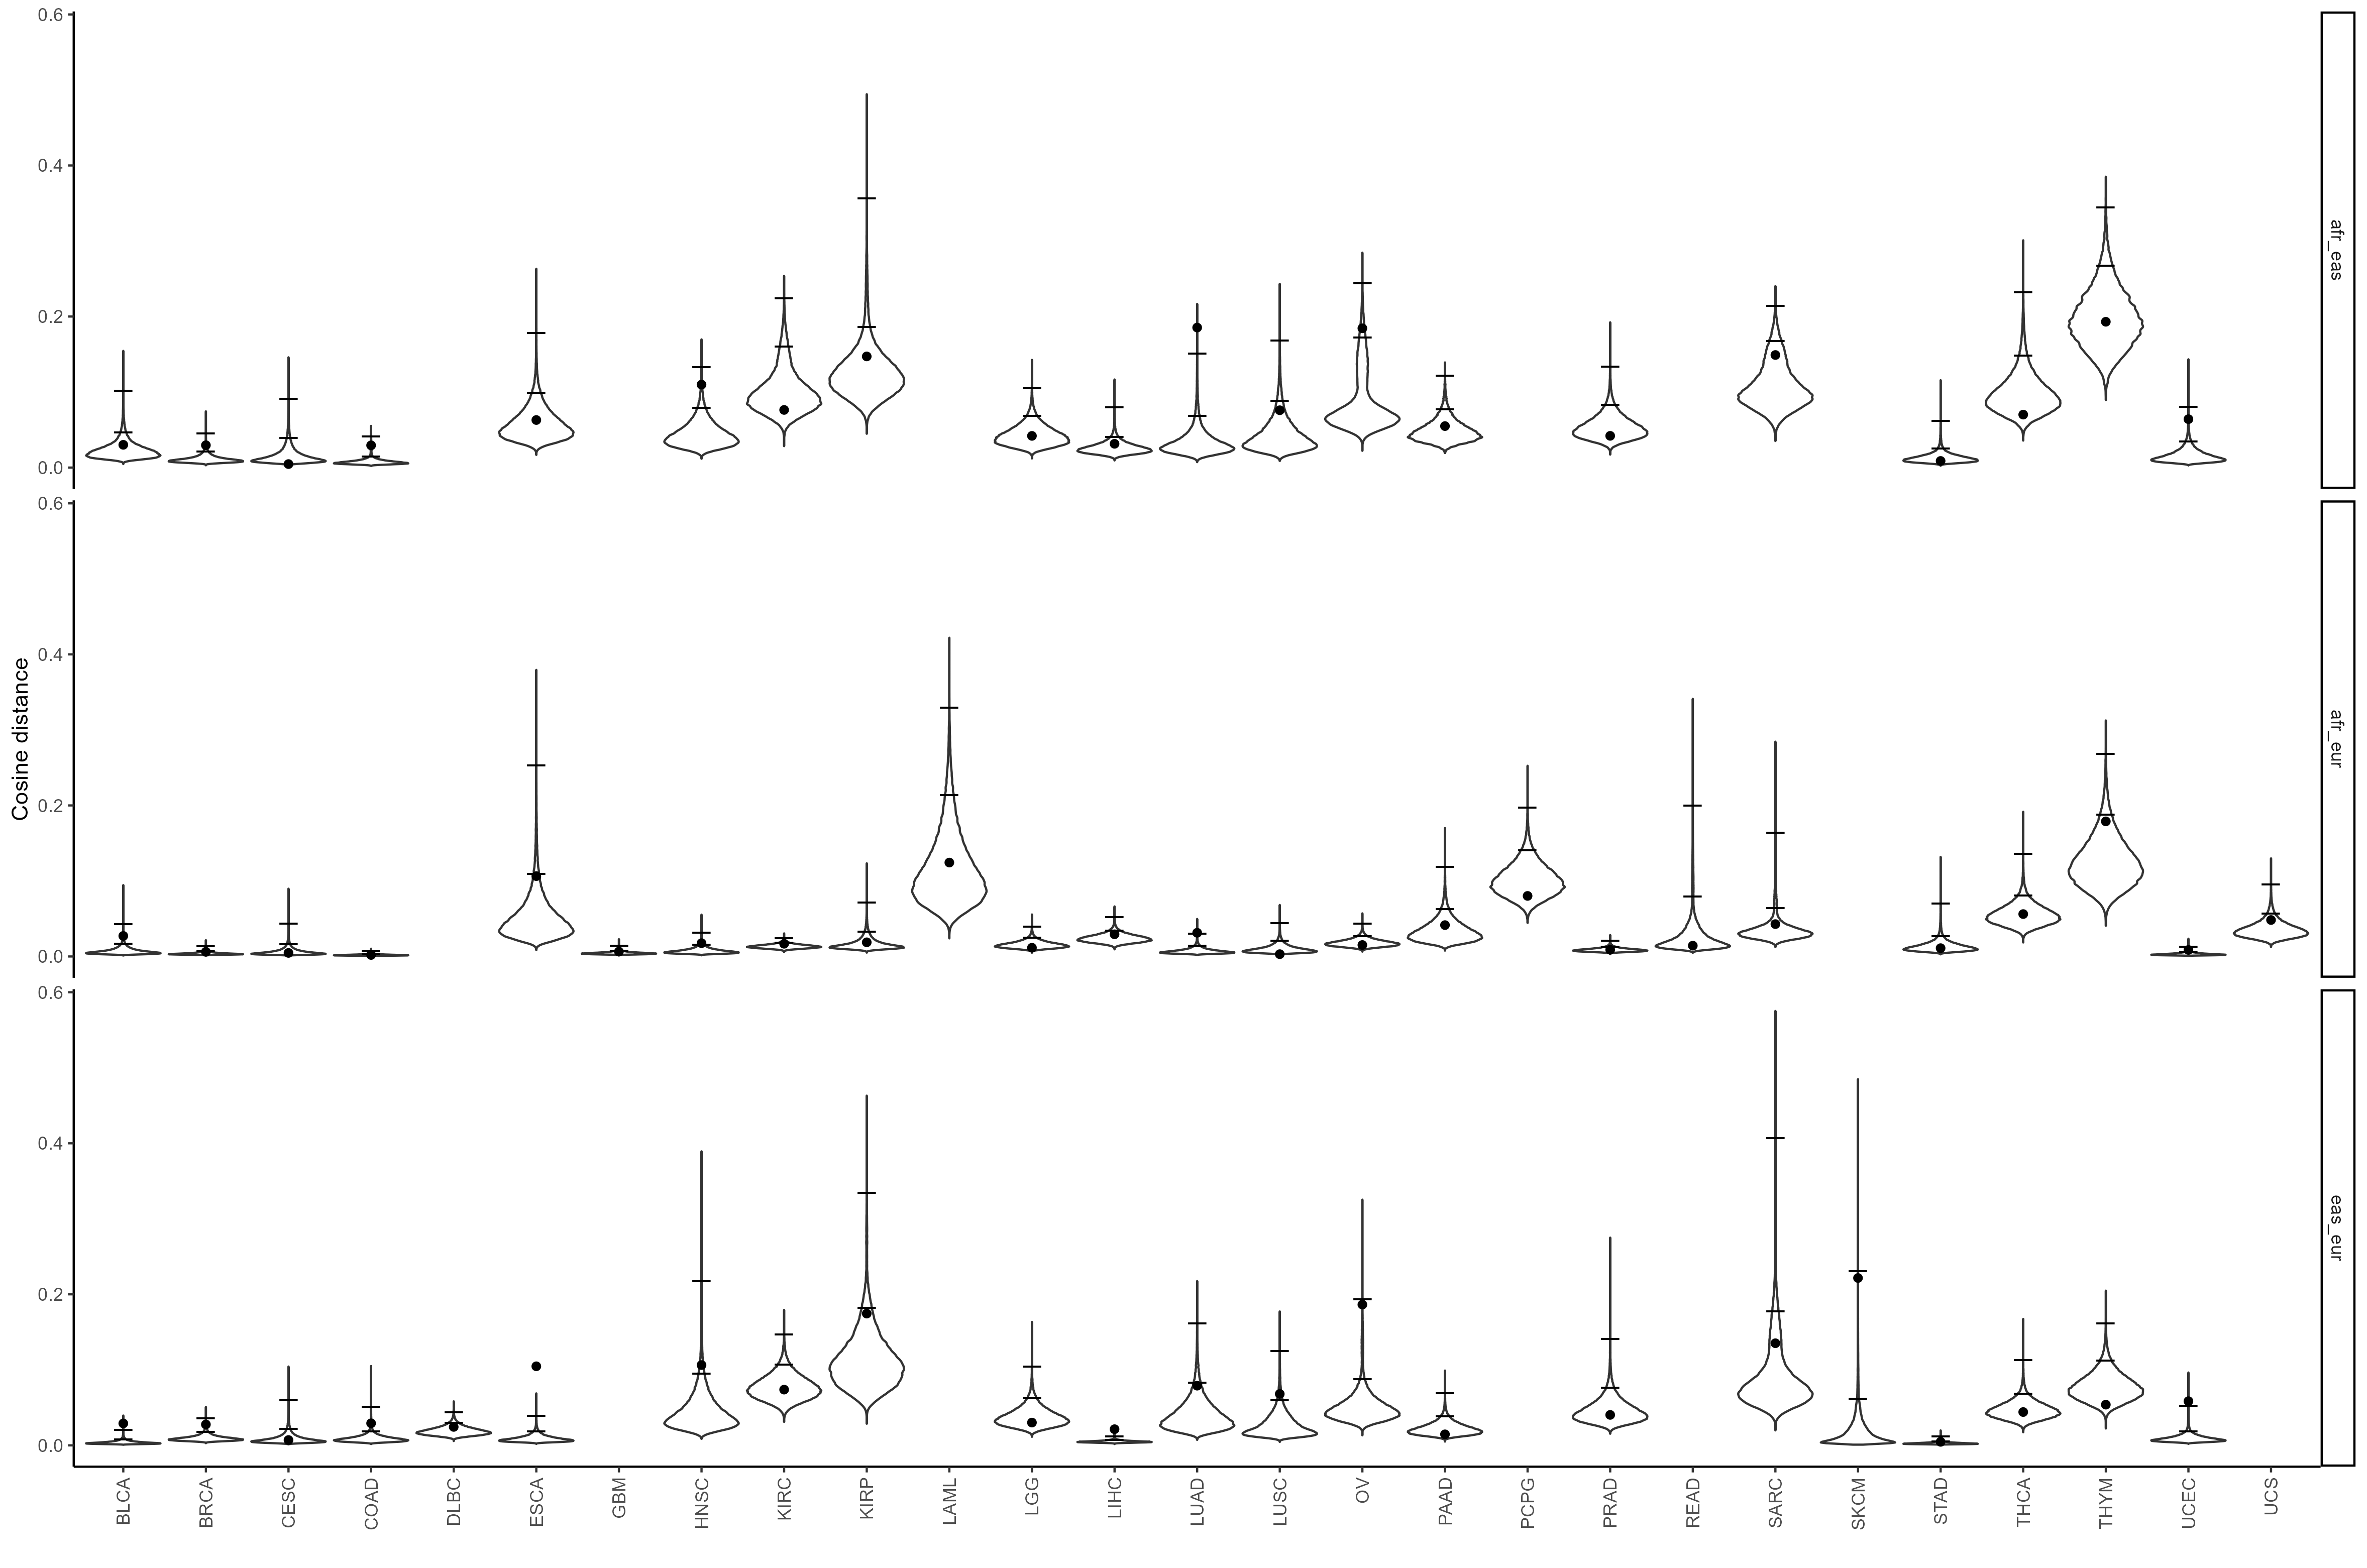 Cosine distance
0.6
0.4
0.2
0.0
afr_eas
0.6
0.4
0.2
0.0
afr_eur
0.6
0.4
0.2
0.0
eas_eur
BLCA
BRCA
CESC
COAD
DLBC
ESCA
GBM
HNSC
KIRC
KIRP
LAML
LGG
LIHC
LUAD
LUSC
OV
PAAD
PCPG
PRAD
READ
SARC
SKCM
STAD
THCA
THYM
UCEC
UCS